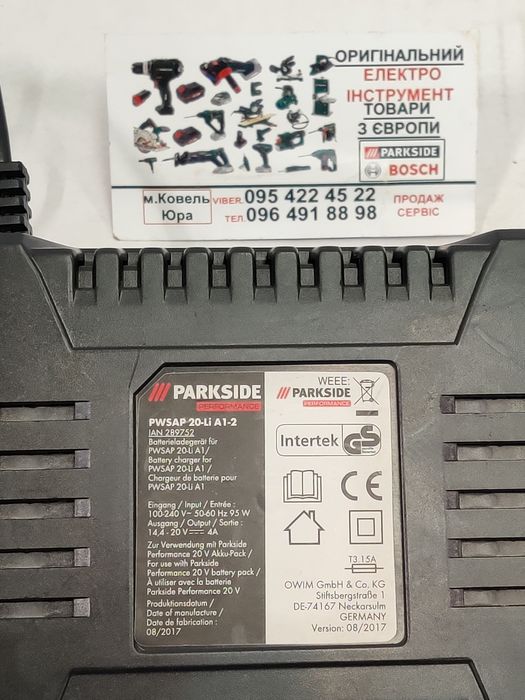 ОРИГІНАЛЬНИЙ
ЕЛЕКТРО
ІНСТРУМЕНТ
ТОВАРИ
З ЄВРОПИ
/// PARKSIDE
BOSCH
м.Ковель
Юра
VIBER. 095 422 45 22
ТЕЛ. 096 491 88 98
ПРОДАЖ
СЕРВІС
/// PARKSIDE
PERFORMANCE
PWSAP 20-Li A1-2
IAN 289752
Batterieladegerät für
PWSAP 20-Li A1/
Battery charger for
PWSAP 20-Li A1 /
Chargeur de batterie pour
PWSAP 20-Li A1
Eingang / Input / Entrée :
100-240 V~ 50-60 Hz 95 W
Ausgang / Output / Sortie :
14,4 - 20 V 4A
Zur Verwendung mit Parkside
Performance 20 V Akku-Pack /
For use with Parkside
Performance 20 V battery pack /
À utiliser avec la batterie
Parkside Performance 20 V
Produktionsdatum /
Date of manufacture /
Date de fabrication :
08/2017
WEEE:
/// PARKSIDE
PERFORMANCE
Intertek
GS
CE
T3.15A
OWIM GmbH & Co. KG
Stiftsbergstraße 1
DE-74167 Neckarsulm
GERMANY
Version: 08/2017